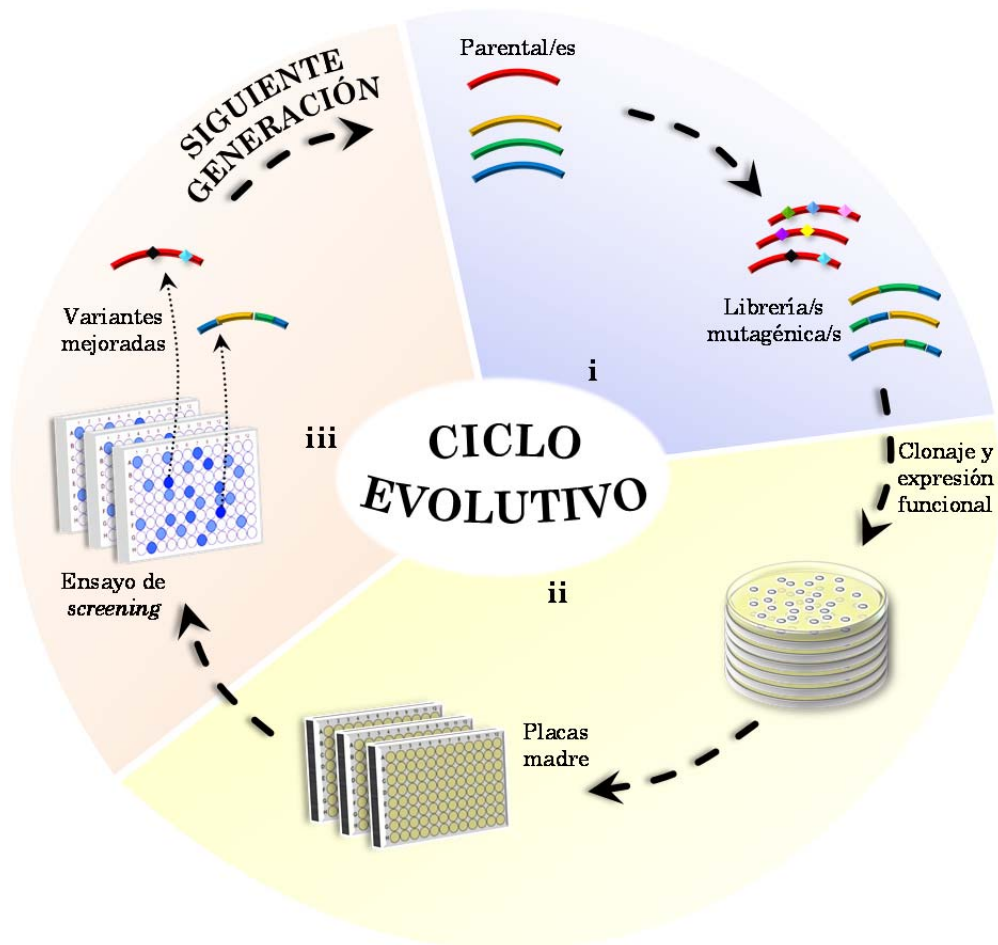 SIGUIENTE
GENERACIÓN
Parental/es
Librería/s
mutagénica/s
i
Clonaje y
expresión
funcional
ii
Placas
madre
Ensayo de
screening
iii
Variantes
mejoradas
CICLO
EVOLUTIVO